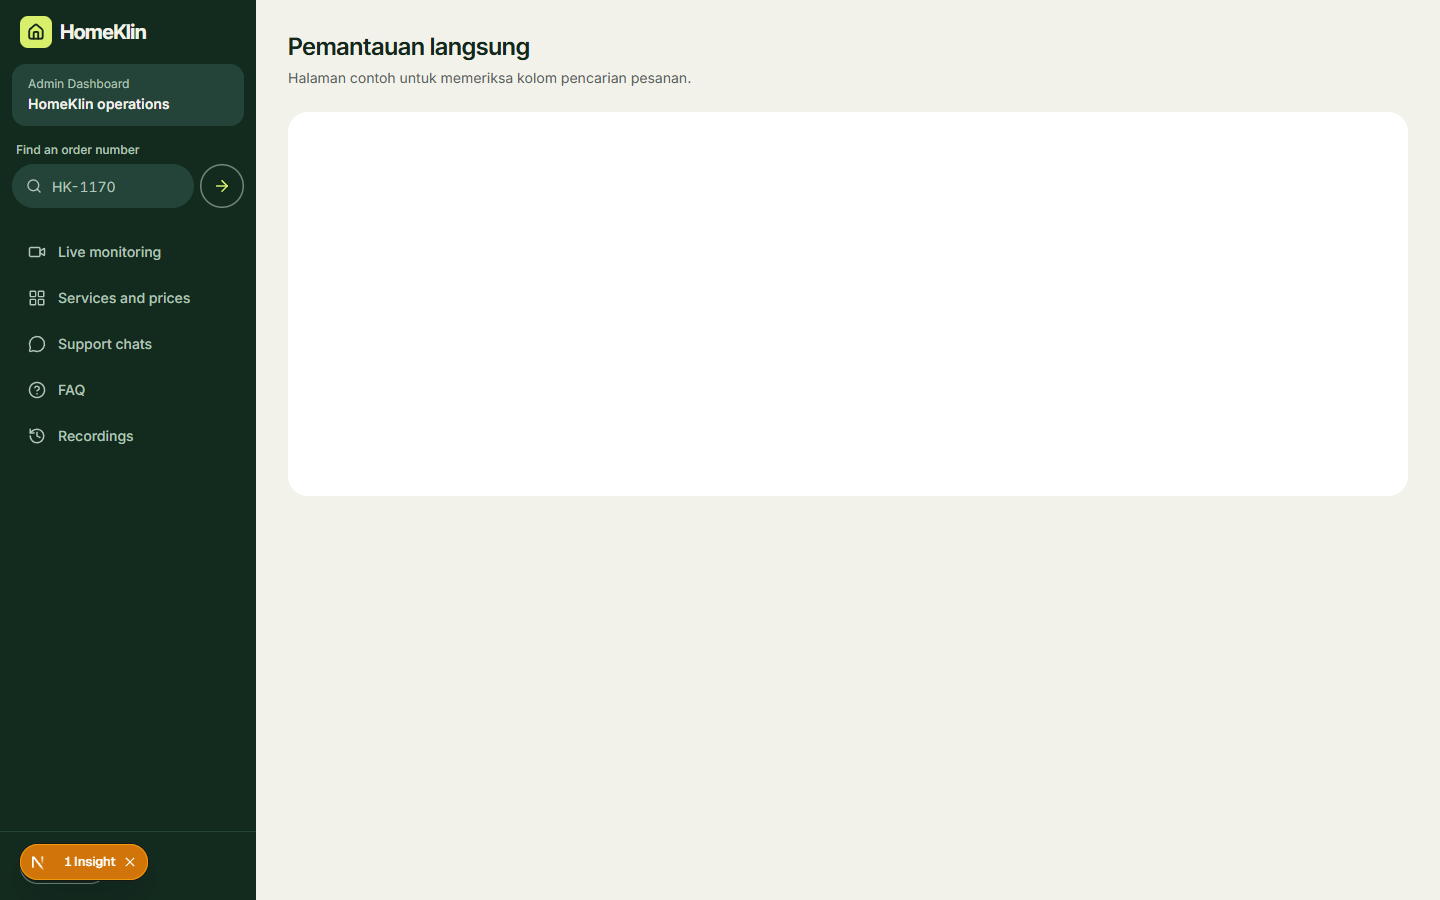 HomeKlin
Admin Dashboard
HomeKlin operations
Find an order number
HK-1170
Live monitoring
Services and prices
Support chats
FAQ
Recordings
1 Insight
Pemantauan langsung
Halaman contoh untuk memeriksa kolom pencarian pesanan.